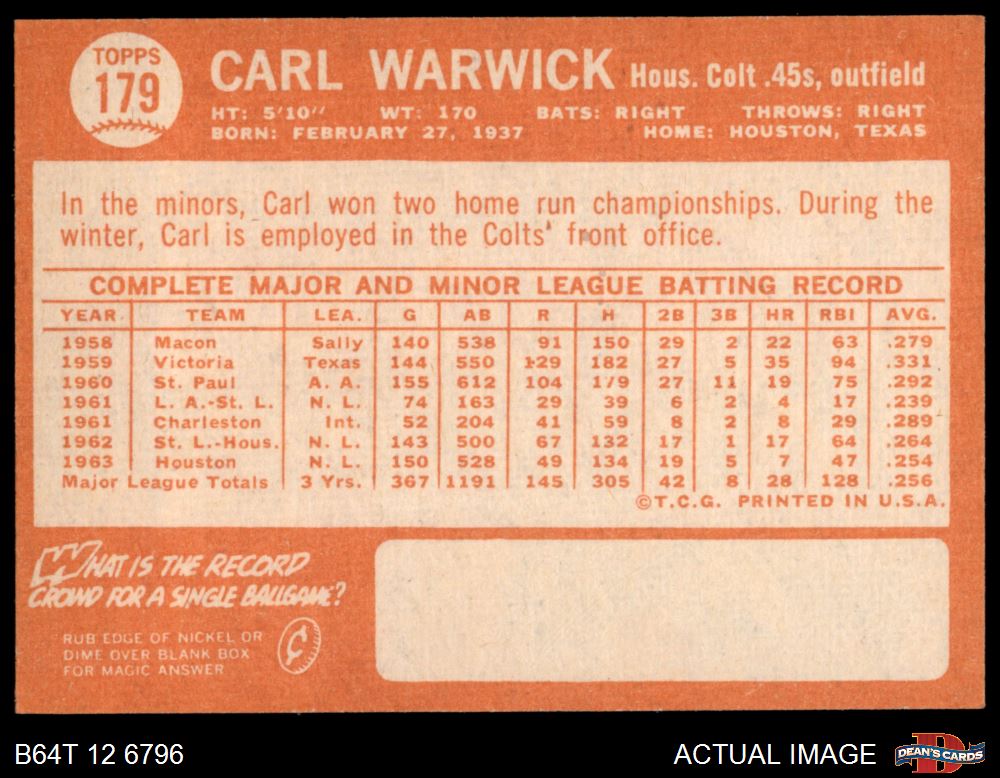 TOPPS
179
CARL WARWICK Hous. Colt .45s, outfield
HT: 5'10" WT: 170 BATS: RIGHT THROWS: RIGHT
BORN: FEBRUARY 27, 1937 HOME: HOUSTON, TEXAS
In the minors, Carl won two home run championships. During the
winter, Carl is employed in the Colts' front office.
COMPLETE MAJOR AND MINOR LEAGUE BATTING RECORD
YEAR TEAM LEA. G AB R H 2B 3B HR RBI AVG.
1958 Macon Sally 140 538 91 150 29 2 22 63 .279
1959 Victoria Texas 144 550 129 182 27 5 35 94 .331
1960 St. Paul A. A. 155 612 104 179 27 11 19 75 .292
1961 L. A.-St. L. N. L. 74 163 29 39 6 2 4 17 .239
1961 Charleston Int. 52 204 41 59 8 2 8 29 .289
1962 St. L.-Hous. N. L. 143 500 67 132 17 1 17 64 .264
1963 Houston N. L. 150 528 49 134 19 5 7 47 .254
Major League Totals 3 Yrs. 367 1191 145 305 42 8 28 128 .256
©T.C.G. PRINTED IN U.S.A.
WHAT IS THE RECORD
CROWD FOR A SINGLE BALLGAME?
RUB EDGE OF NICKEL OR
DIME OVER BLANK BOX
FOR MAGIC ANSWER
¢
B64T 12 6796 ACTUAL IMAGE DEAN'S CARDS